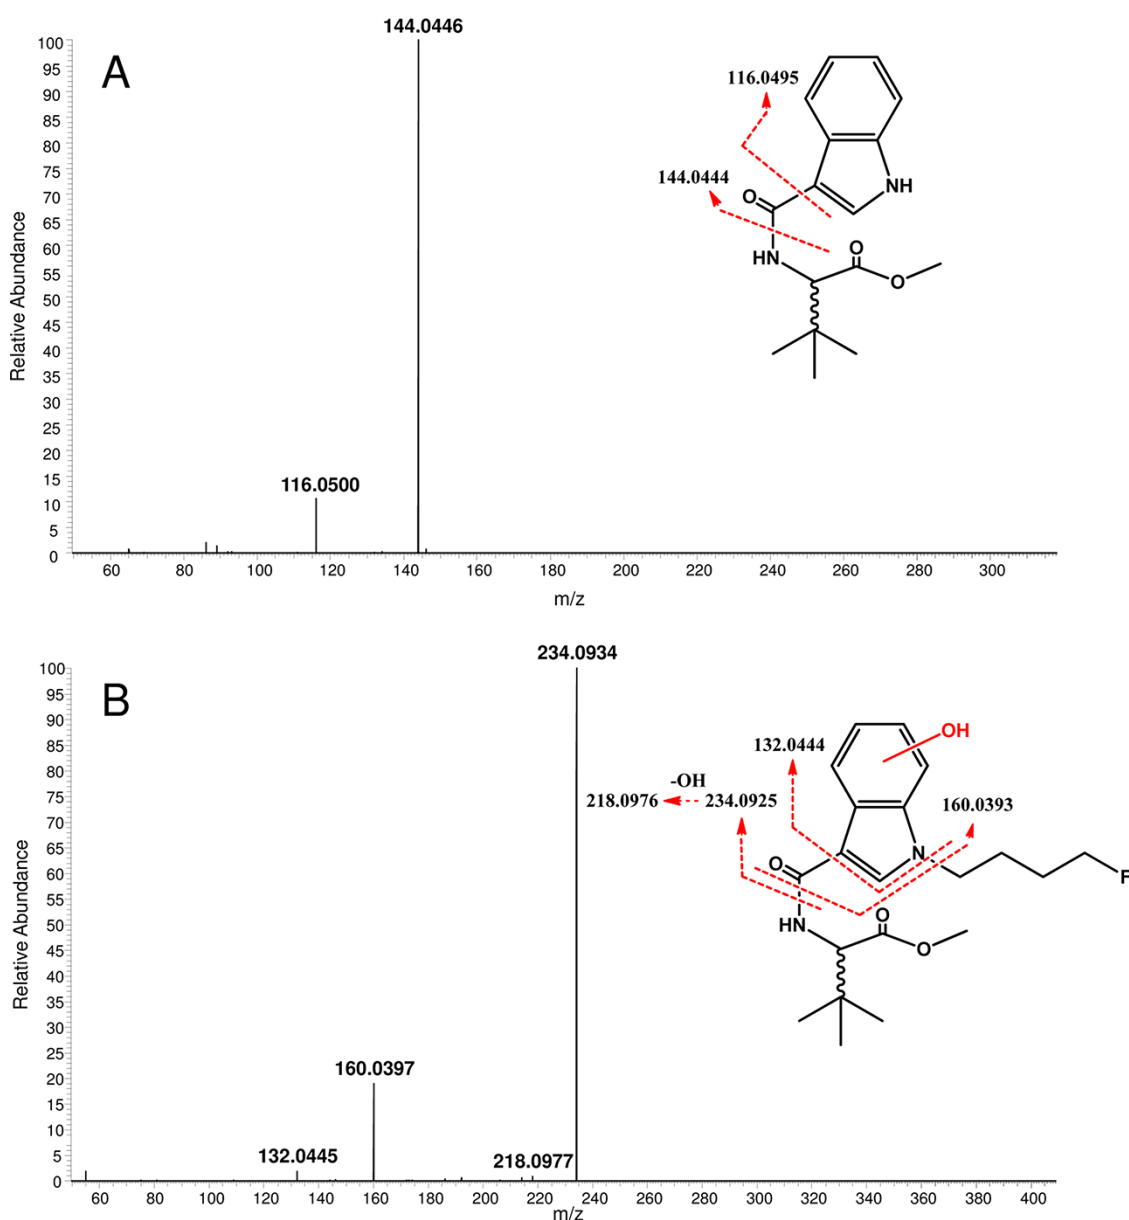 A
144.0446
116.0500
Relative Abundance
100
95
90
85
80
75
70
65
60
55
50
45
40
35
30
25
20
15
10
5
0
60 80 100 120 140 160 180 200 220 240 260 280 300
m/z
116.0495
144.0444
O
NH
HN
O
O
B
234.0934
160.0397
132.0445
218.0977
Relative Abundance
100
95
90
85
80
75
70
65
60
55
50
45
40
35
30
25
20
15
10
5
0
60 80 100 120 140 160 180 200 220 240 260 280 300 320 340 360 380 400
m/z
OH
132.0444
-OH
218.0976 234.0925
160.0393
N
F
O
HN
O
O